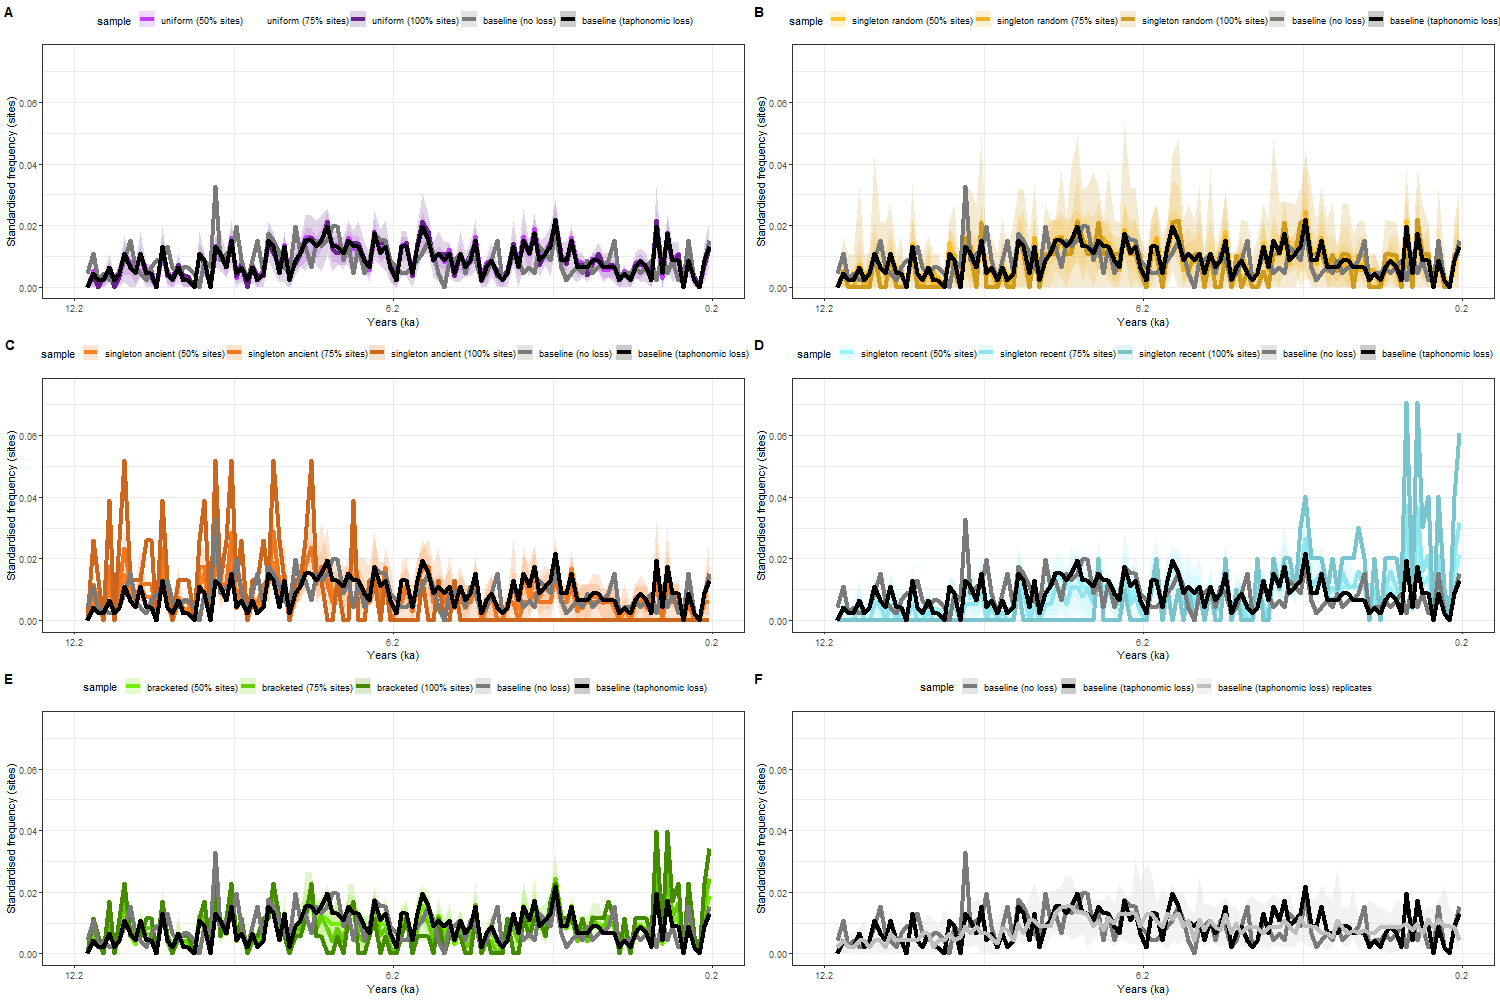 A
sample uniform (50% sites) uniform (75% sites) uniform (100% sites) baseline (no loss) baseline (taphonomic loss)
Standardised frequency (sites)
0.06
0.04
0.02
0.00
12.2 6.2 0.2
Years (ka)
B
sample singleton random (50% sites) singleton random (75% sites) singleton random (100% sites) baseline (no loss) baseline (taphonomic loss)
Standardised frequency (sites)
0.06
0.04
0.02
0.00
12.2 6.2 0.2
Years (ka)
C
sample singleton ancient (50% sites) singleton ancient (75% sites) singleton ancient (100% sites) baseline (no loss) baseline (taphonomic loss)
Standardised frequency (sites)
0.06
0.04
0.02
0.00
12.2 6.2 0.2
Years (ka)
D
sample singleton recent (50% sites) singleton recent (75% sites) singleton recent (100% sites) baseline (no loss) baseline (taphonomic loss)
Standardised frequency (sites)
0.06
0.04
0.02
0.00
12.2 6.2 0.2
Years (ka)
E
sample bracketed (50% sites) bracketed (75% sites) bracketed (100% sites) baseline (no loss) baseline (taphonomic loss)
Standardised frequency (sites)
0.06
0.04
0.02
0.00
12.2 6.2 0.2
Years (ka)
F
sample baseline (no loss) baseline (taphonomic loss) baseline (taphonomic loss) replicates
Standardised frequency (sites)
0.06
0.04
0.02
0.00
12.2 6.2 0.2
Years (ka)